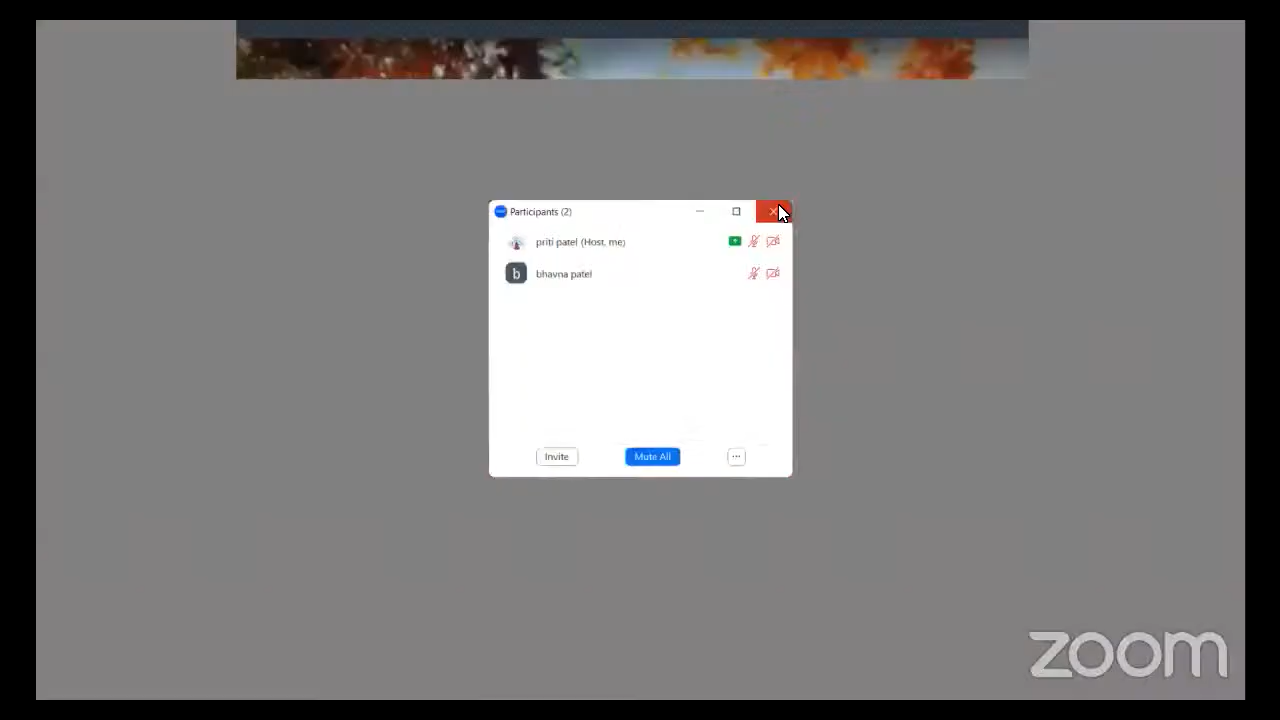 Participants (2)
priti patel (Host, me)
b bhavna patel
Invite Mute All ...
zoom